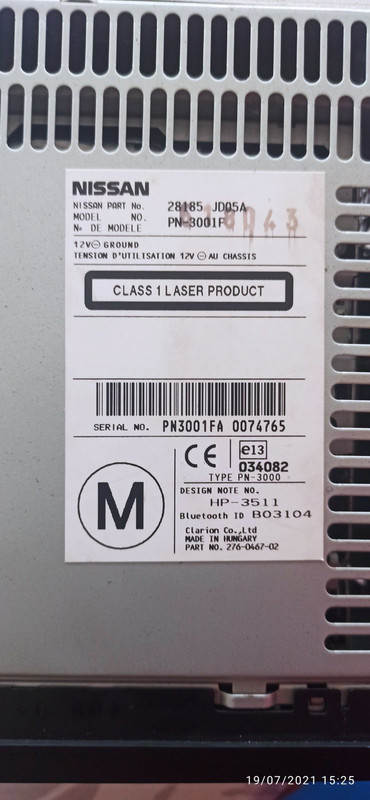 NISSAN
NISSAN PART No. 28185 JD05A
MODEL NO. PN-3001F
No DE MODELE
12V⊖ GROUND
TENSION D'UTILISATION 12V ⊖ AU CHASSIS
CLASS 1 LASER PRODUCT
SERIAL NO. PN3001FA 0074765
M
CE e13
034082
TYPE PN-3000
DESIGN NOTE NO.
HP-3511
Bluetooth ID B03104
Clarion Co.,Ltd
MADE IN HUNGARY
PART NO. 276-0467-02
19/07/2021 15:25